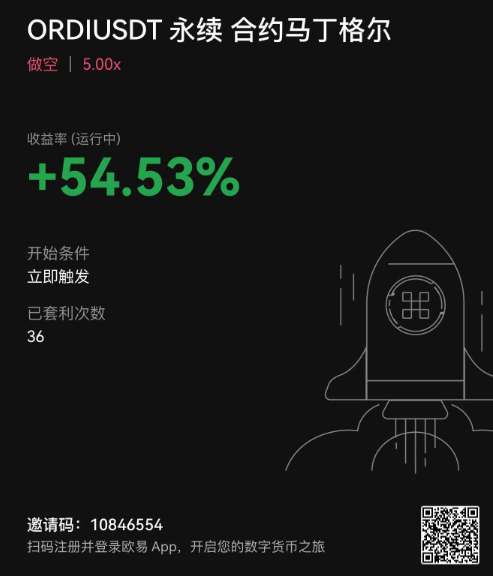 ORDIUSDT 永续 合约马丁格尔
做空 | 5.00x
收益率 (运行中)
+54.53%
开始条件
立即触发
已套利次数
36
邀请码：10846554
扫码注册并登录欧易 App，开启您的数字货币之旅